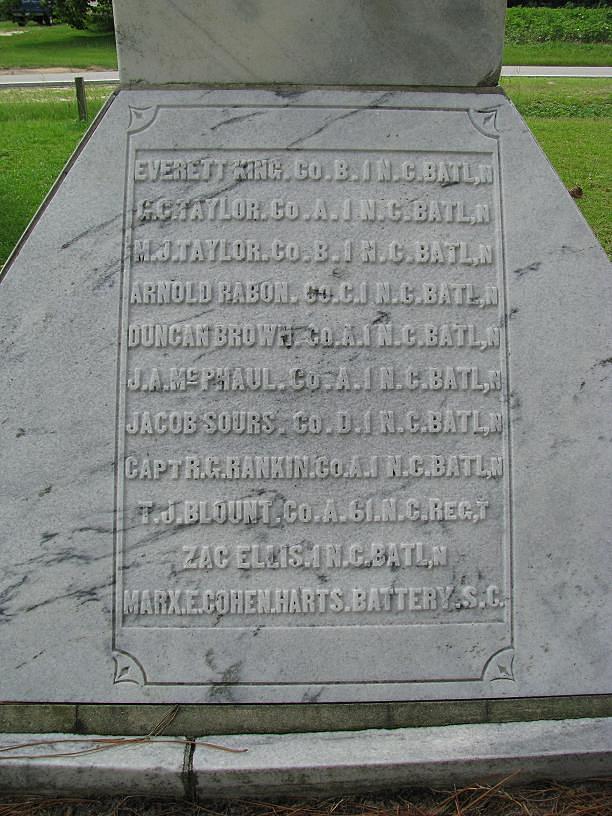 EVERETT KING. CO. B. 1 N.C. BATL,N
G.C. TAYLOR. CO. A. 1 N.C. BATL,N
M.J. TAYLOR. CO. B. 1 N.C. BATL,N
ARNOLD RABON. CO. C. 1 N.C. BATL,N
DUNCAN BROWN. CO. A. 1 N.C. BATL,N
J.A. McPHAUL. CO. A. 1 N.C. BATL,N
JACOB SOURS. CO. D. 1 N.C. BATL,N
CAPT R.G. RANKIN. CO. A. 1 N.C. BATL,N
T.J. BLOUNT. CO. A. 61. N.C. REG,T
ZAC ELLIS. 1 N.C. BATL,N
MARX. E. COHEN. HARTS. BATTERY. S.C.